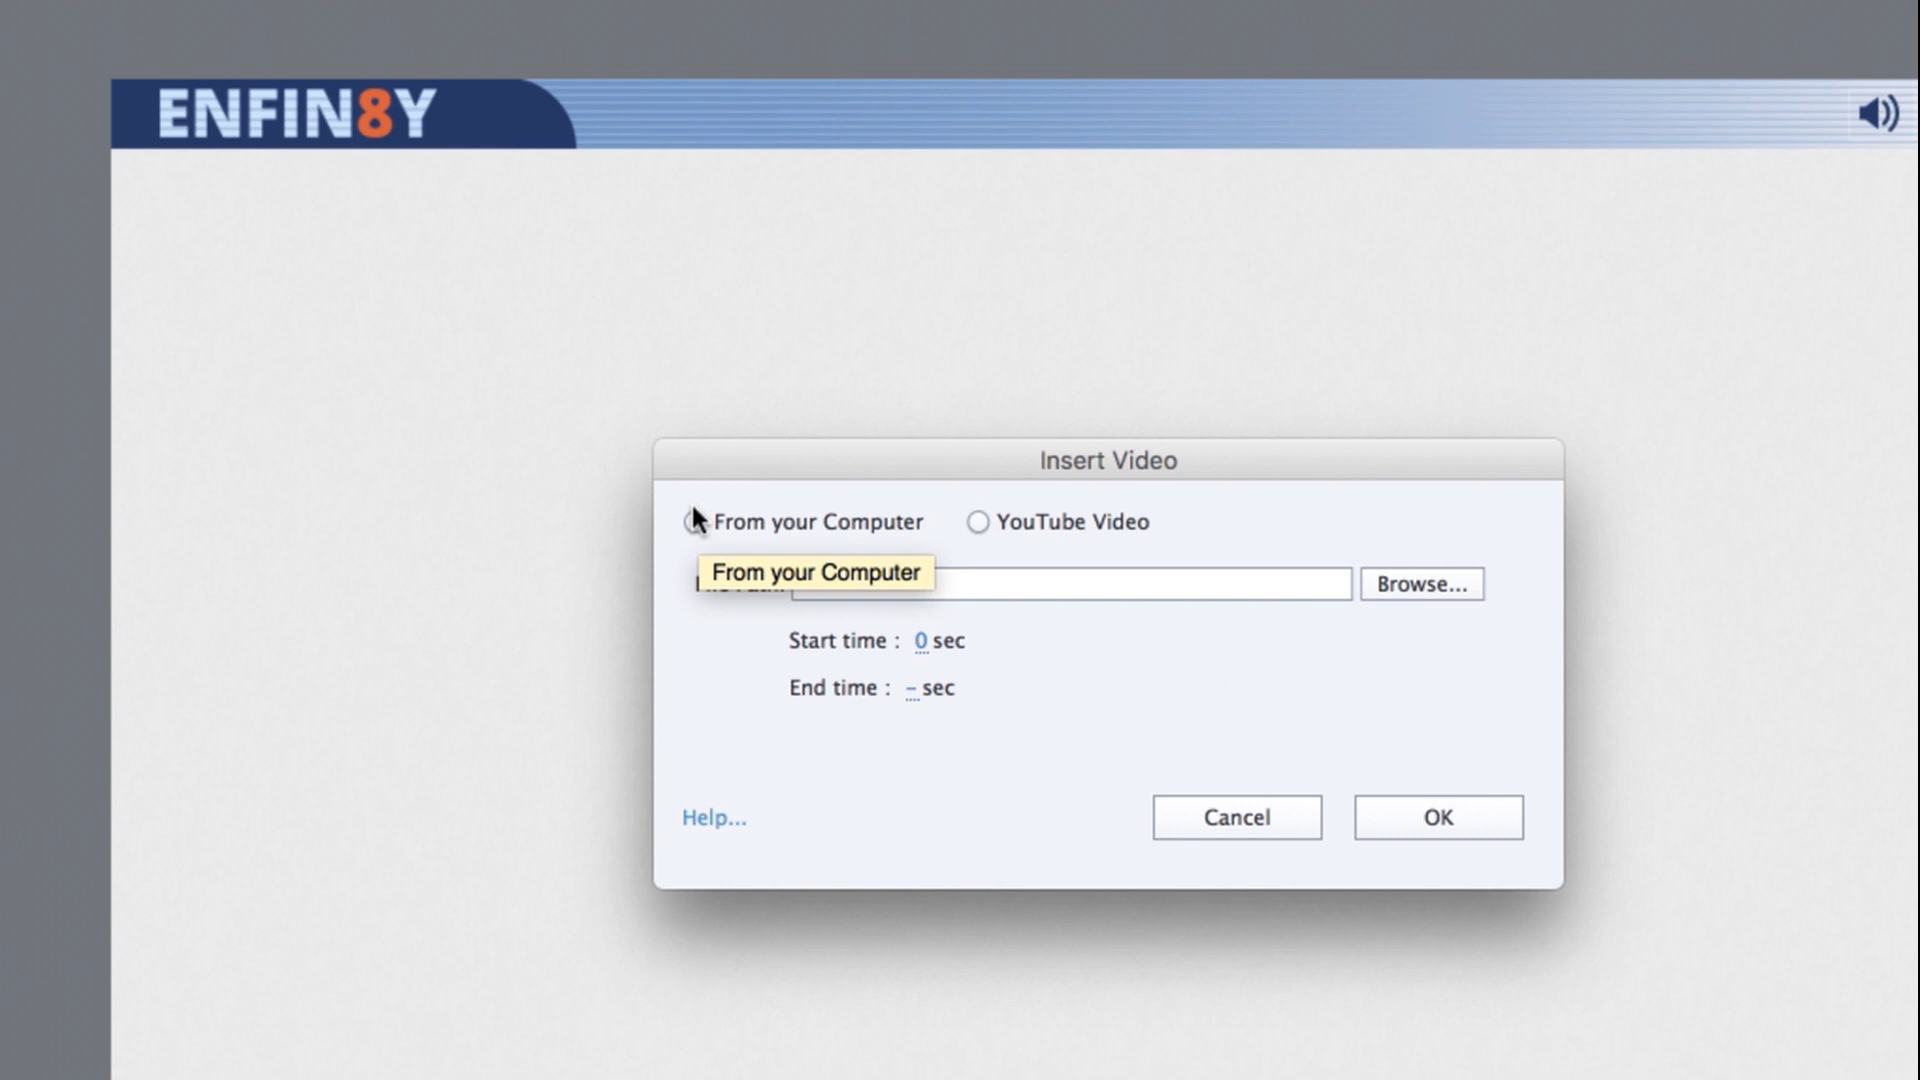 ENFIN8Y
Insert Video
From your Computer
YouTube Video
From your Computer
Browse...
Start time : 0 sec
End time : – sec
Help...
Cancel
OK